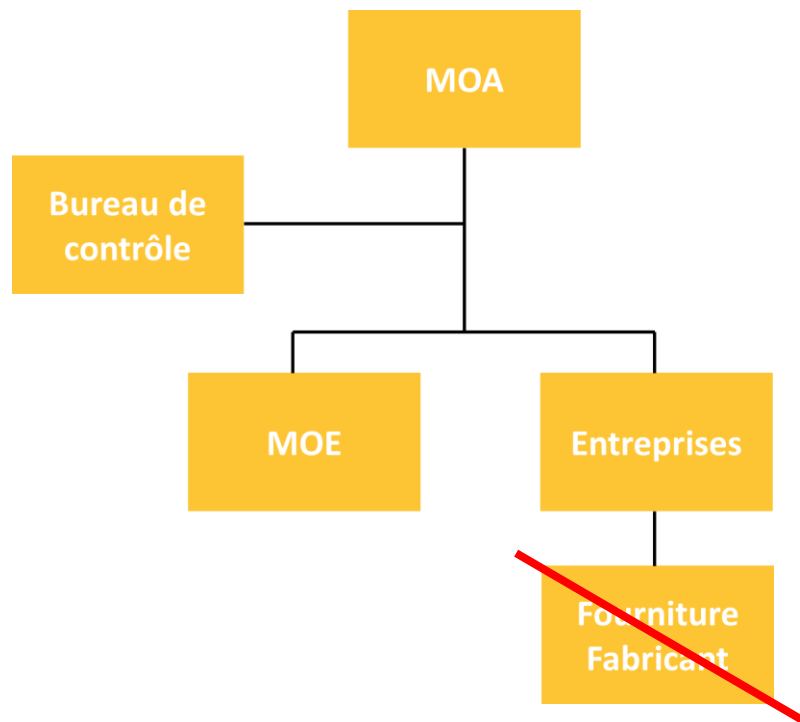 MOA
Bureau de
contrôle
MOE
Entreprises
Fourniture
Fabricant